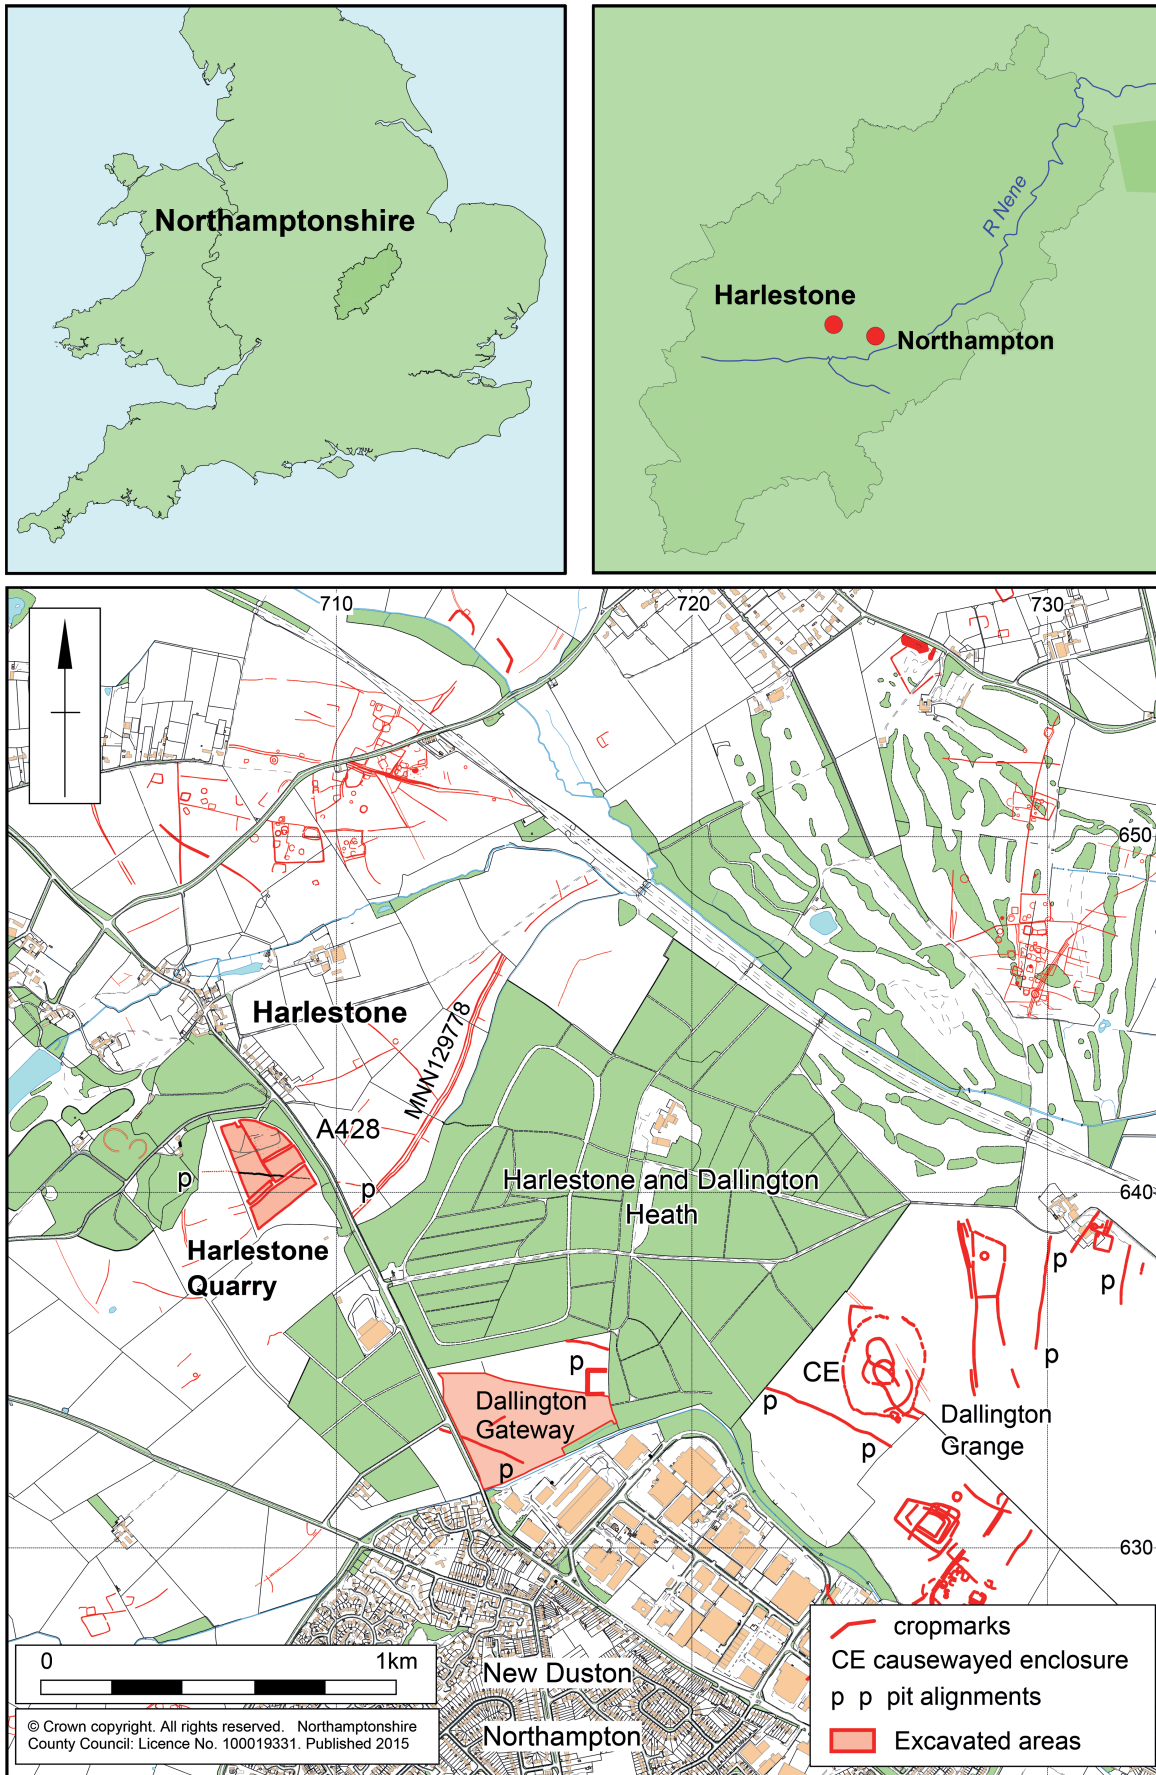 Northamptonshire
R Nene
Harlestone
Northampton
710
720
730
650
Harlestone
MNN129778
A428
p
p
Harlestone and Dallington
Heath
640
Harlestone
Quarry
p
p
p
p
CE
p
Dallington
Gateway
p
Dallington
Grange
p
p
630
cropmarks
CE causewayed enclosure
p p pit alignments
Excavated areas
0 1km
New Duston
Northampton
© Crown copyright. All rights reserved. Northamptonshire
County Council: Licence No. 100019331. Published 2015